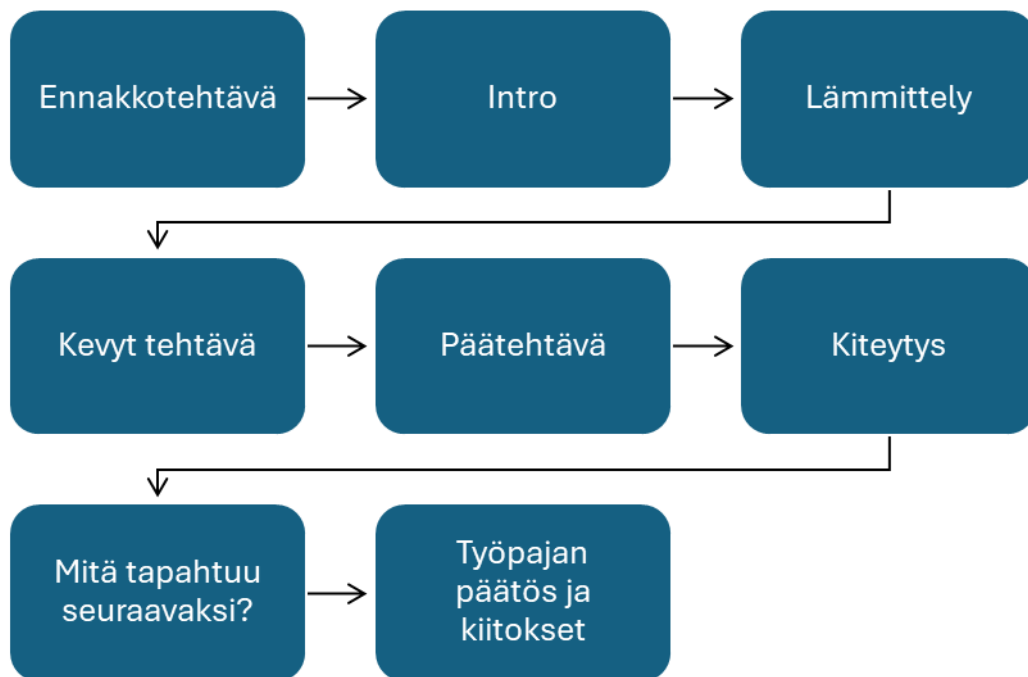 Ennakkotehtävä
Intro
Lämmittely
Kevyt tehtävä
Päätehtävä
Kiteytys
Mitä tapahtuu
seuraavaksi?
Työpajan
päätös ja
kiitokset